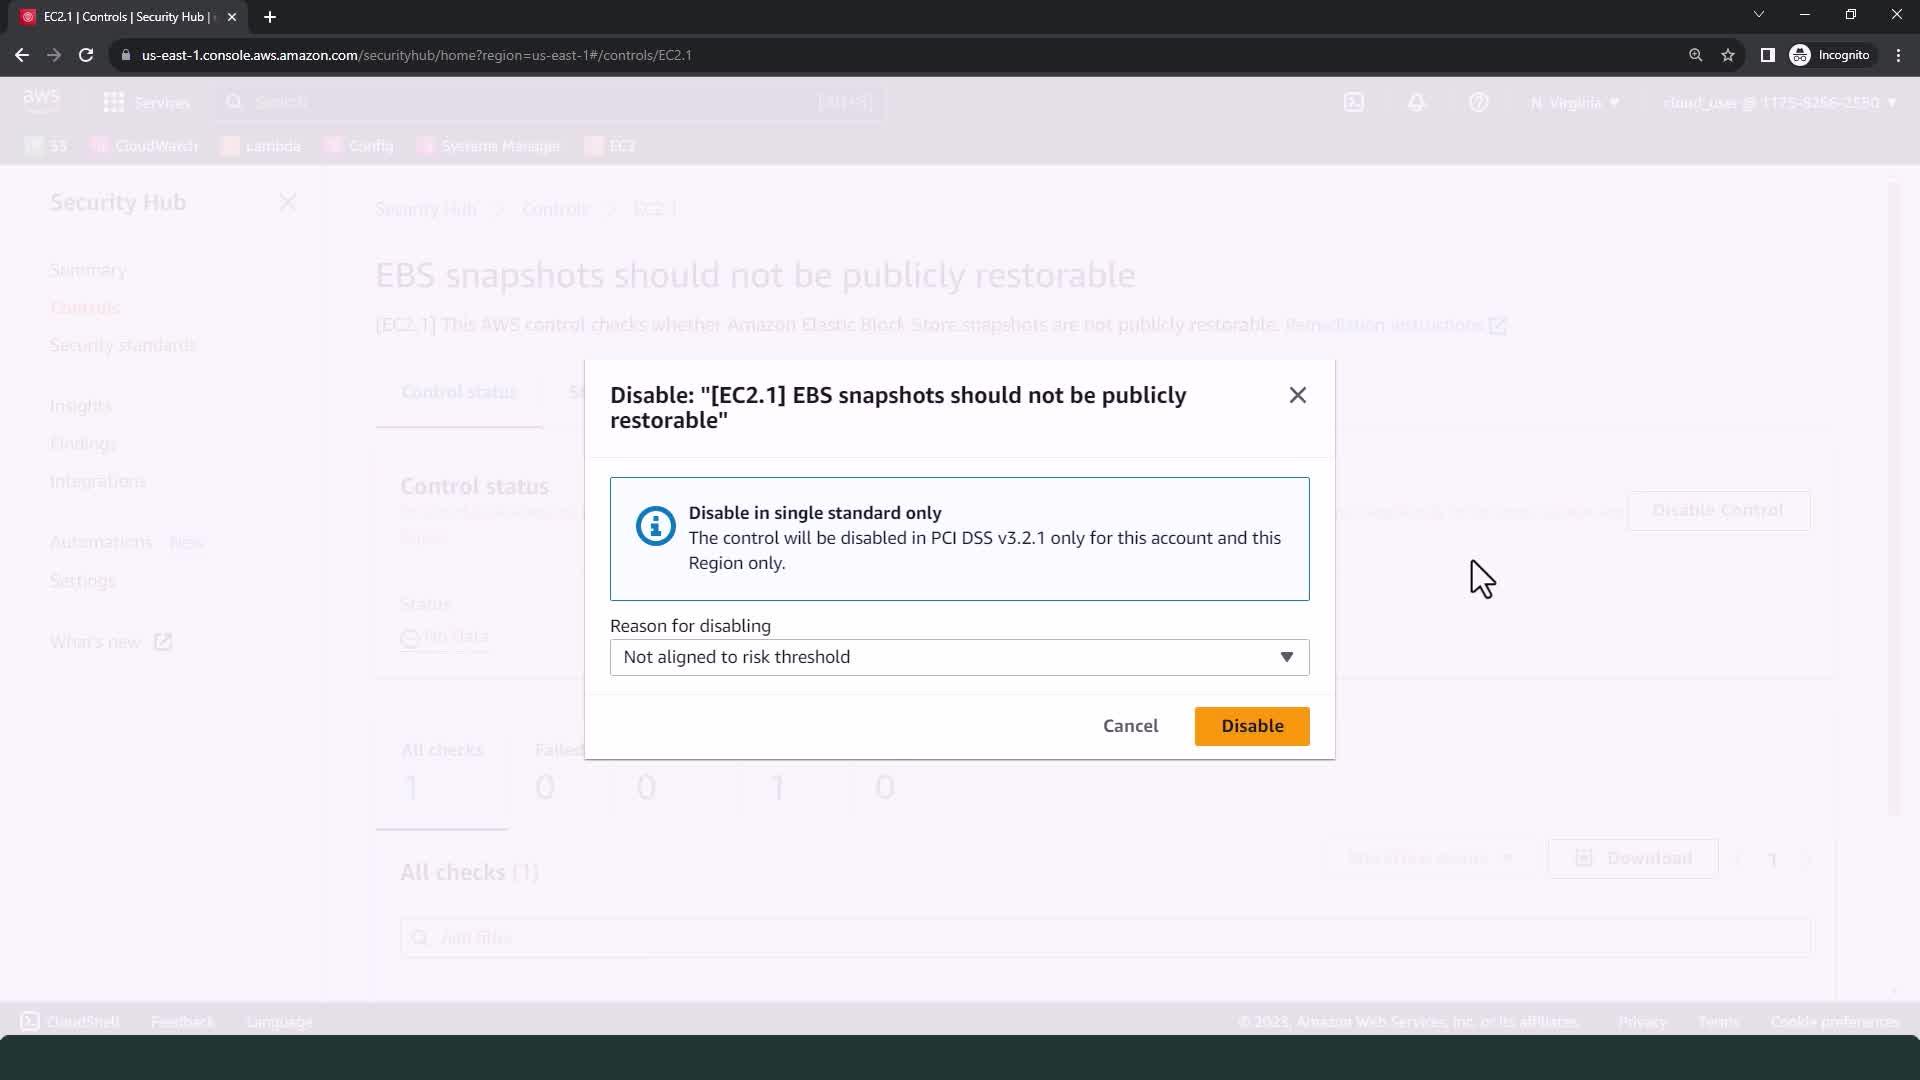 EC2.1 | Controls | Security Hub |
us-east-1.console.aws.amazon.com/securityhub/home?region=us-east-1#/controls/EC2.1
Incognito
aws
Services
Search
[Alt+S]
N. Virginia
cloud_user @ 1175-8256-2530
S3
CloudWatch
Lambda
Config
Systems Manager
EC2
Security Hub
Summary
Controls
Security standards
Insights
Findings
Integrations
Automations New
Settings
What's new
Security Hub > Controls > EC2.1
EBS snapshots should not be publicly restorable
[EC2.1] This AWS control checks whether Amazon Elastic Block Store snapshots are not publicly restorable. Remediation instructions
Control status
Control status
Disable Control
Status
No Data
Disable: "[EC2.1] EBS snapshots should not be publicly
restorable"
Disable in single standard only
The control will be disabled in PCI DSS v3.2.1 only for this account and this
Region only.
Reason for disabling
Not aligned to risk threshold
Cancel
Disable
All checks
1
Failed
0
0
1
0
All checks (1)
Download
1
Add filter
CloudShell
Feedback
Language
© 2023, Amazon Web Services, Inc. or its affiliates.
Privacy
Terms
Cookie preferences